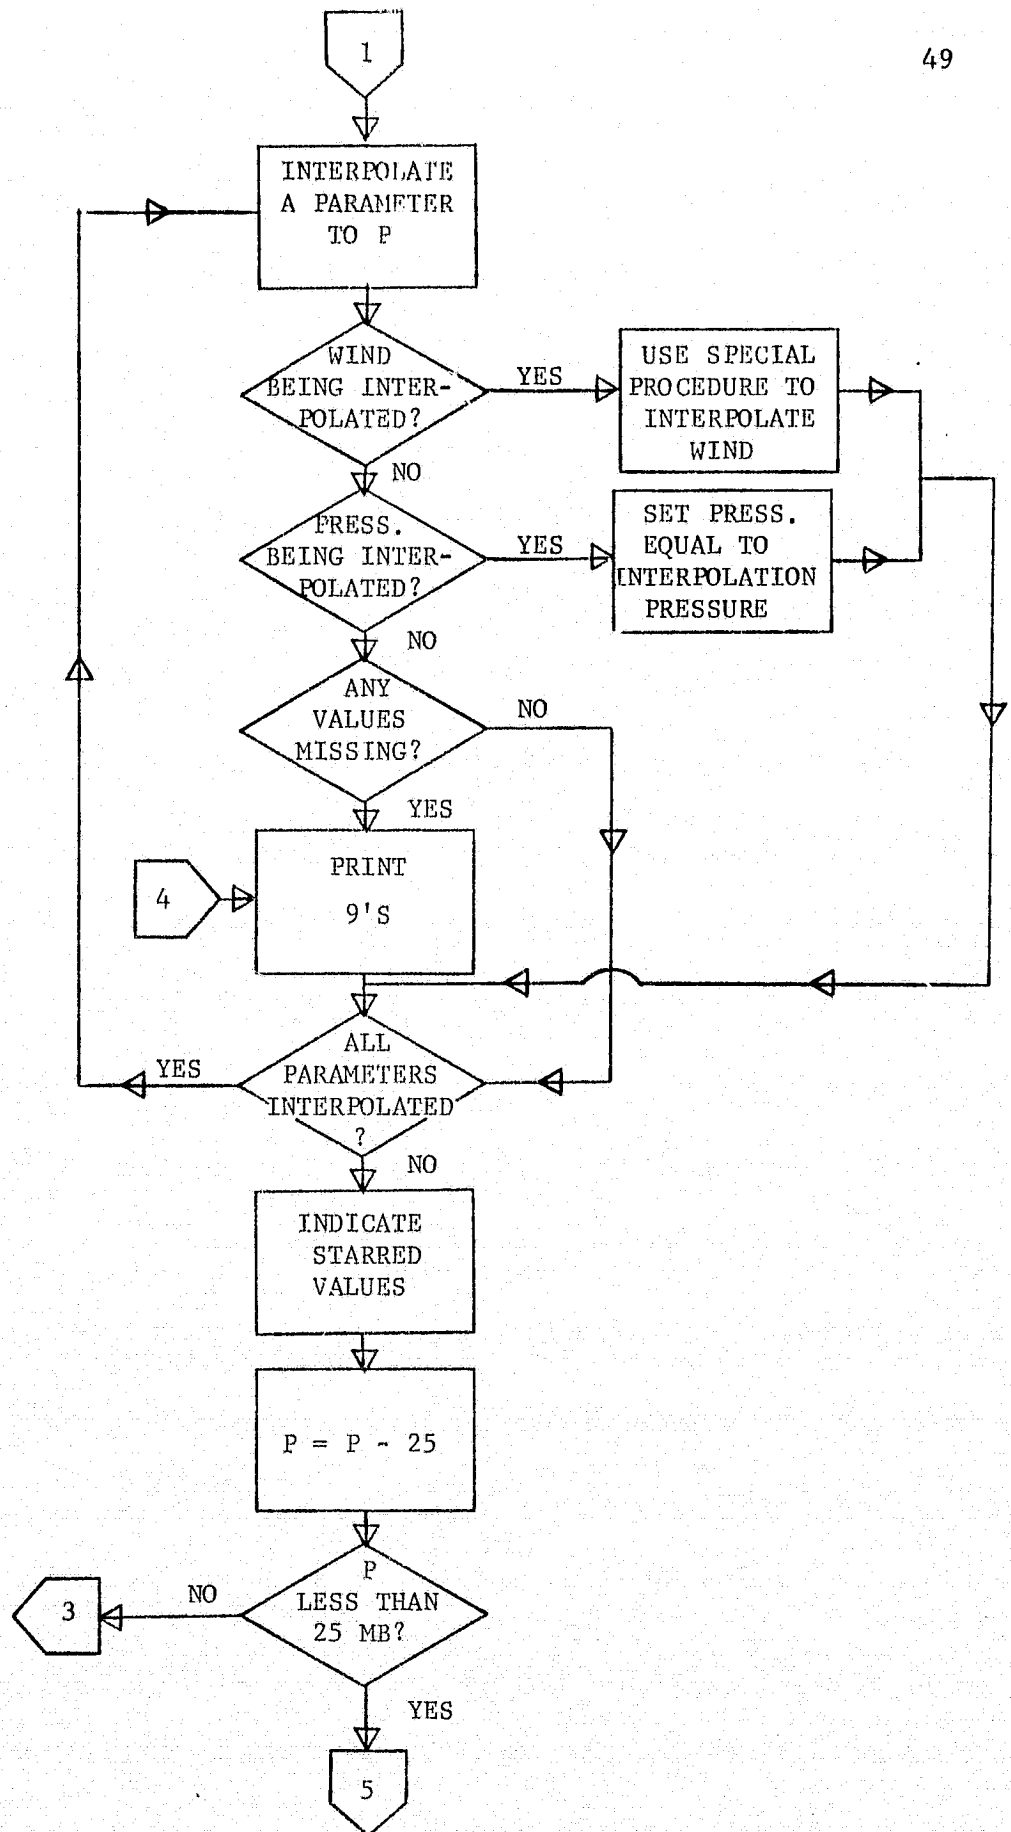 49
1
INTERPOLATE
A PARAMETER
TO P
WIND
BEING INTER-
POLATED?
YES
USE SPECIAL
PROCEDURE TO
INTERPOLATE
WIND
NO
PRESS.
BEING INTER-
POLATED?
YES
SET PRESS.
EQUAL TO
INTERPOLATION
PRESSURE
NO
ANY
VALUES
MISSING?
NO
YES
PRINT
9'S
4
ALL
PARAMETERS
INTERPOLATED
?
YES
NO
INDICATE
STARRED
VALUES
P = P - 25
P
LESS THAN
25 MB?
NO
3
YES
5